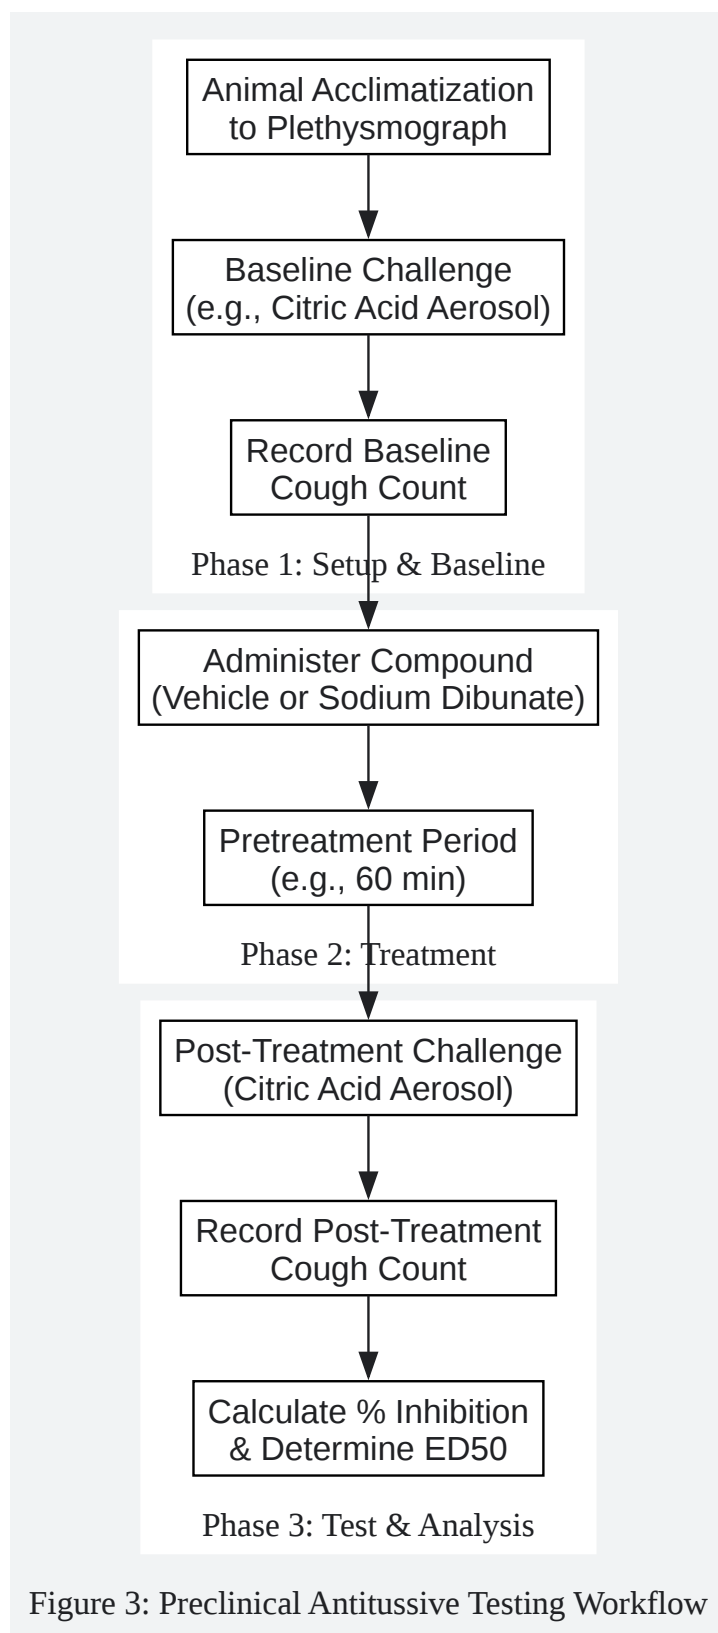 Animal Acclimatization
to Plethysmograph
Baseline Challenge
(e.g., Citric Acid Aerosol)
Record Baseline
Cough Count
Phase 1: Setup & Baseline
Administer Compound
(Vehicle or Sodium Dibunate)
Pretreatment Period
(e.g., 60 min)
Phase 2: Treatment
Post-Treatment Challenge
(Citric Acid Aerosol)
Record Post-Treatment
Cough Count
Calculate % Inhibition
& Determine ED50
Phase 3: Test & Analysis
Figure 3: Preclinical Antitussive Testing Workflow